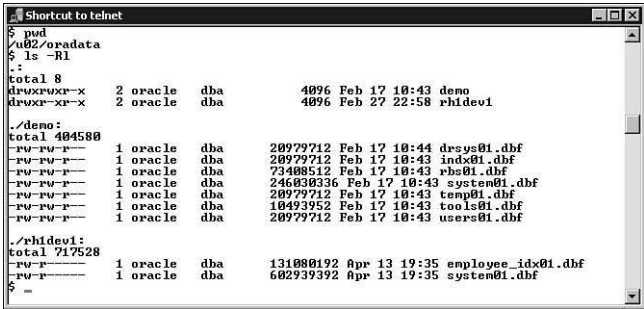 Shortcut to telnet
$ pwd
/u02/oradata
$ ls -Rl
.:
total 8
drwxrwxr-x 2 oracle dba 4096 Feb 17 10:43 demo
drwxr-xr-x 2 oracle dba 4096 Feb 27 22:58 rh1dev1
./demo:
total 404580
-rw-rw-r-- 1 oracle dba 20979712 Feb 17 10:44 drsys01.dbf
-rw-rw-r-- 1 oracle dba 20979712 Feb 17 10:43 indx01.dbf
-rw-rw-r-- 1 oracle dba 73408512 Feb 17 10:43 rbs01.dbf
-rw-rw-r-- 1 oracle dba 246030336 Feb 17 10:43 system01.dbf
-rw-rw-r-- 1 oracle dba 20979712 Feb 17 10:43 temp01.dbf
-rw-rw-r-- 1 oracle dba 10493952 Feb 17 10:43 tools01.dbf
-rw-rw-r-- 1 oracle dba 20979712 Feb 17 10:43 users01.dbf
./rh1dev1:
total 717528
-rw-r----- 1 oracle dba 131080192 Apr 13 19:35 employee_idx01.dbf
-rw-r----- 1 oracle dba 602939392 Apr 13 19:35 system01.dbf
$ _